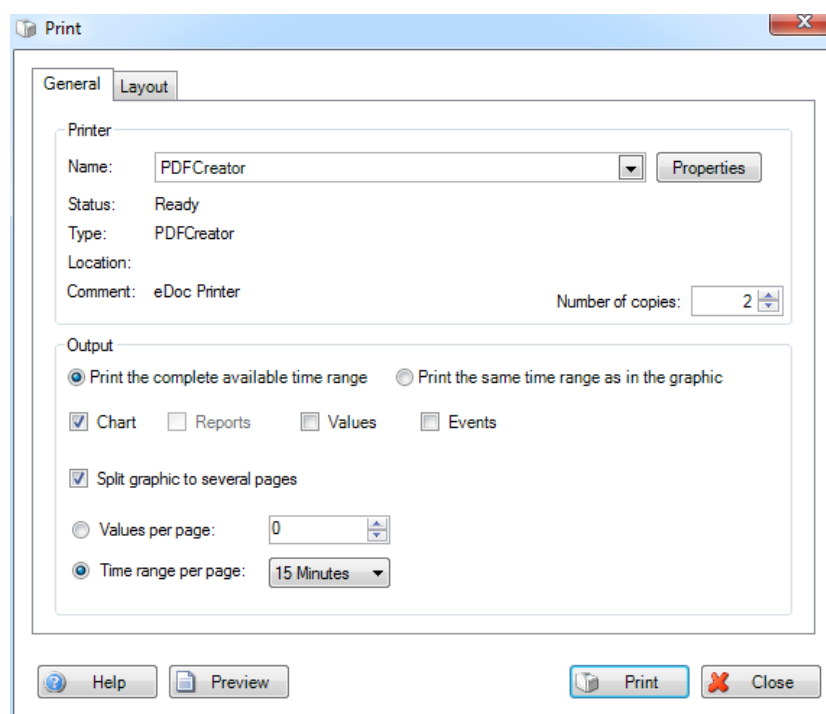 Print
General Layout
Printer
Name: PDFCreator Properties
Status: Ready
Type: PDFCreator
Location:
Comment: eDoc Printer
Number of copies: 2
Output
Print the complete available time range Print the same time range as in the graphic
Chart Reports Values Events
Split graphic to several pages
Values per page: 0
Time range per page: 15 Minutes
Help Preview Print Close